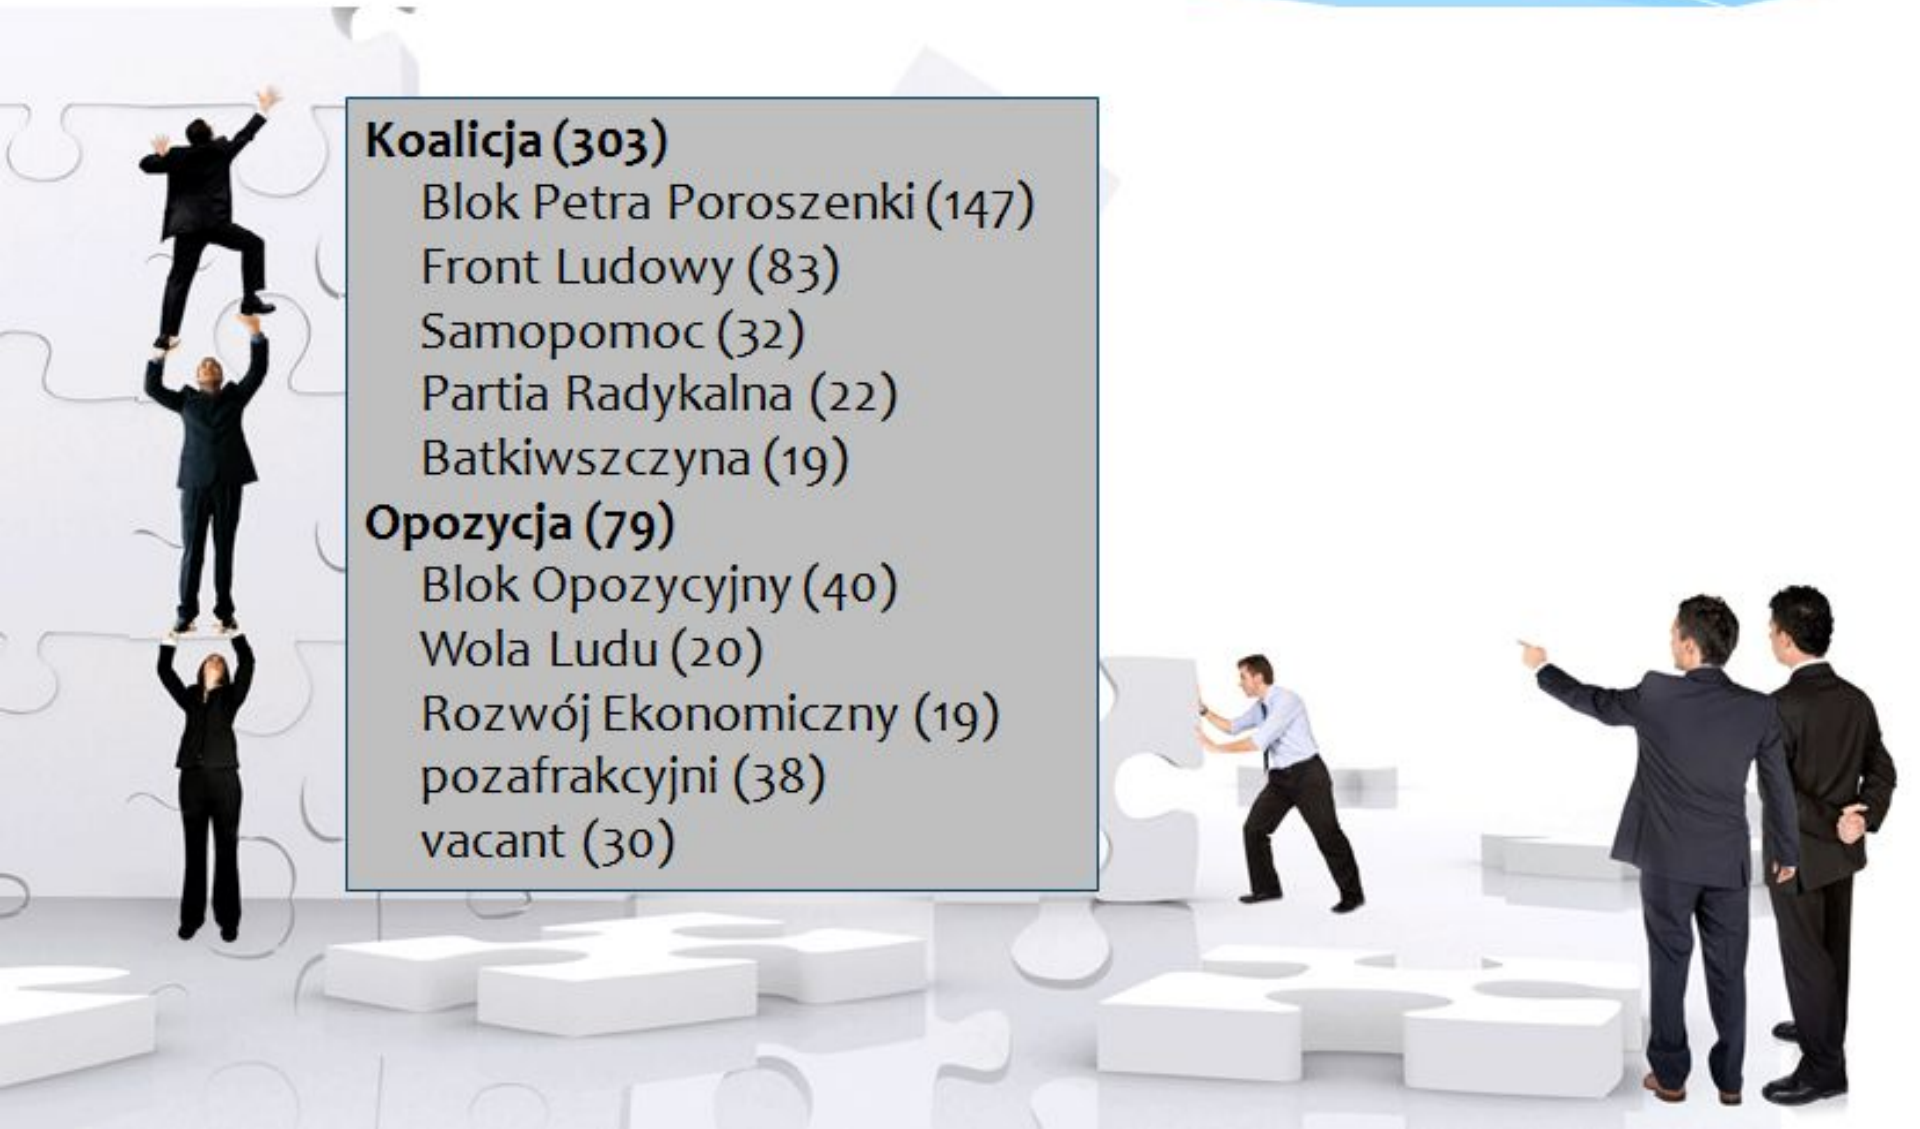 Koalicja (303)
Blok Petra Poroszenki (147)
Front Ludowy (83)
Samopomoc (32)
Partia Radykalna (22)
Batkiwszczyna (19)
Opozycja (79)
Blok Opozycyjny (40)
Wola Ludu (20)
Rozwój Ekonomiczny (19)
pozafrakcyjni (38)
vacant (30)